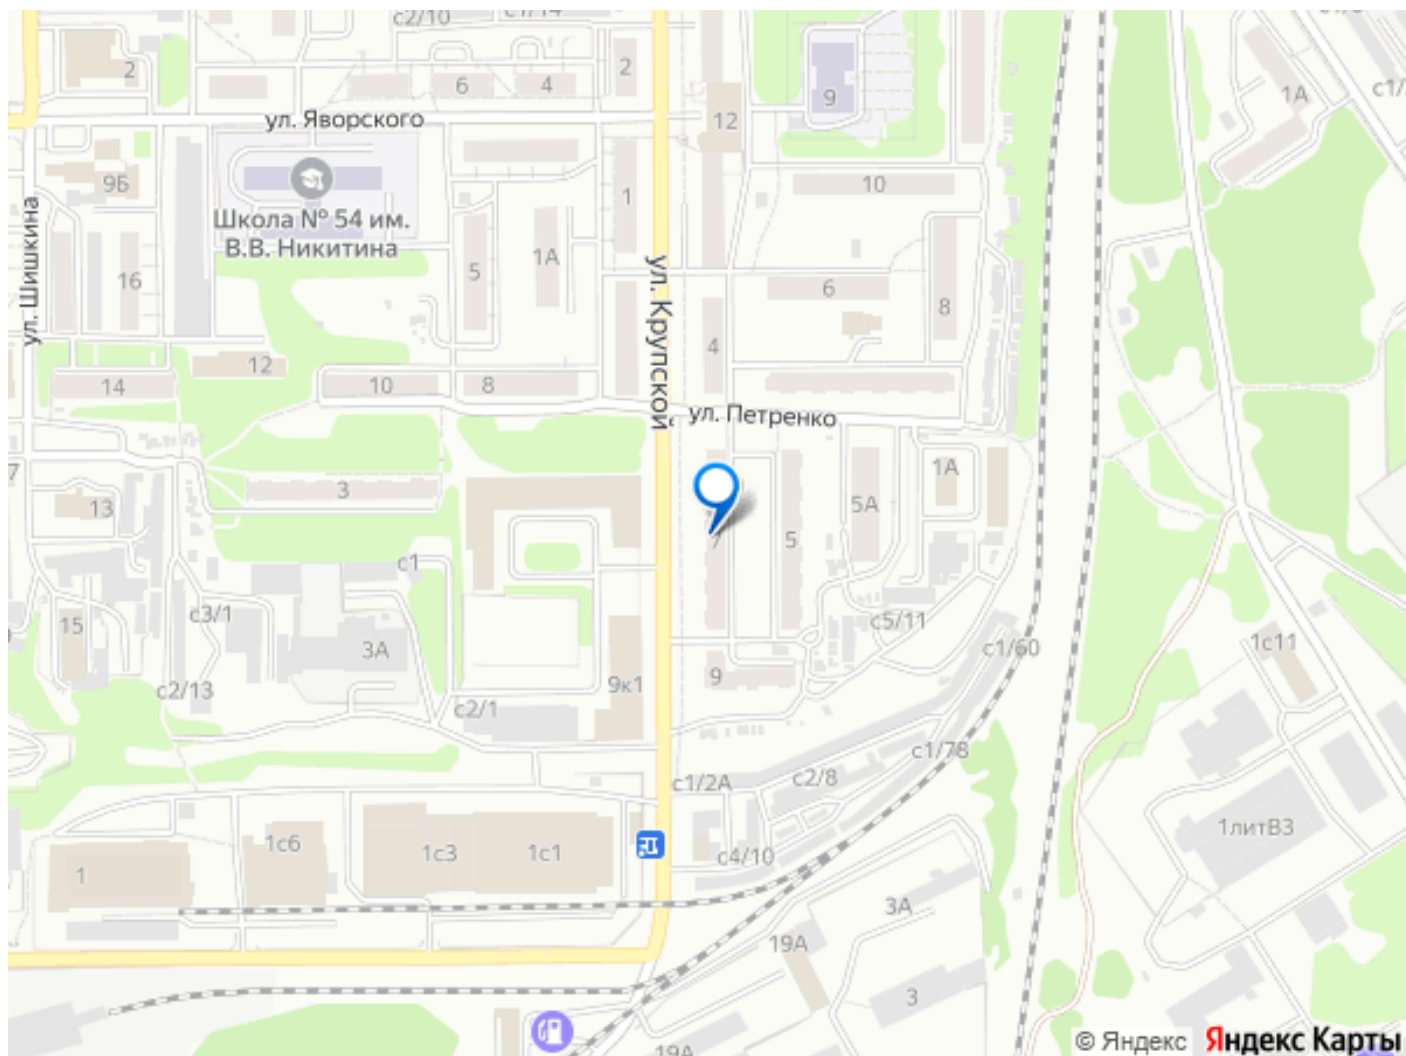 с2/10
с1/14
2
6
4
2
9
12
1А
ул. Яворского
9Б
Школа № 54 им.
В.В. Никитина
ул. Шишкина
16
5
1А
1
10
6
8
4
ул. Крупской
12
14
10
8
ул. Петренко
7
13
3
1А
5А
7
5
с1
с3/1
15
3А
с5/11
с1/60
1с11
9
9к1
с2/13
с2/1
с1/78
с1/2А
с2/8
1литВ3
1с6
1с3
1с1
с4/10
1
3А
19А
3
19А
© Яндекс Яндекс Карты